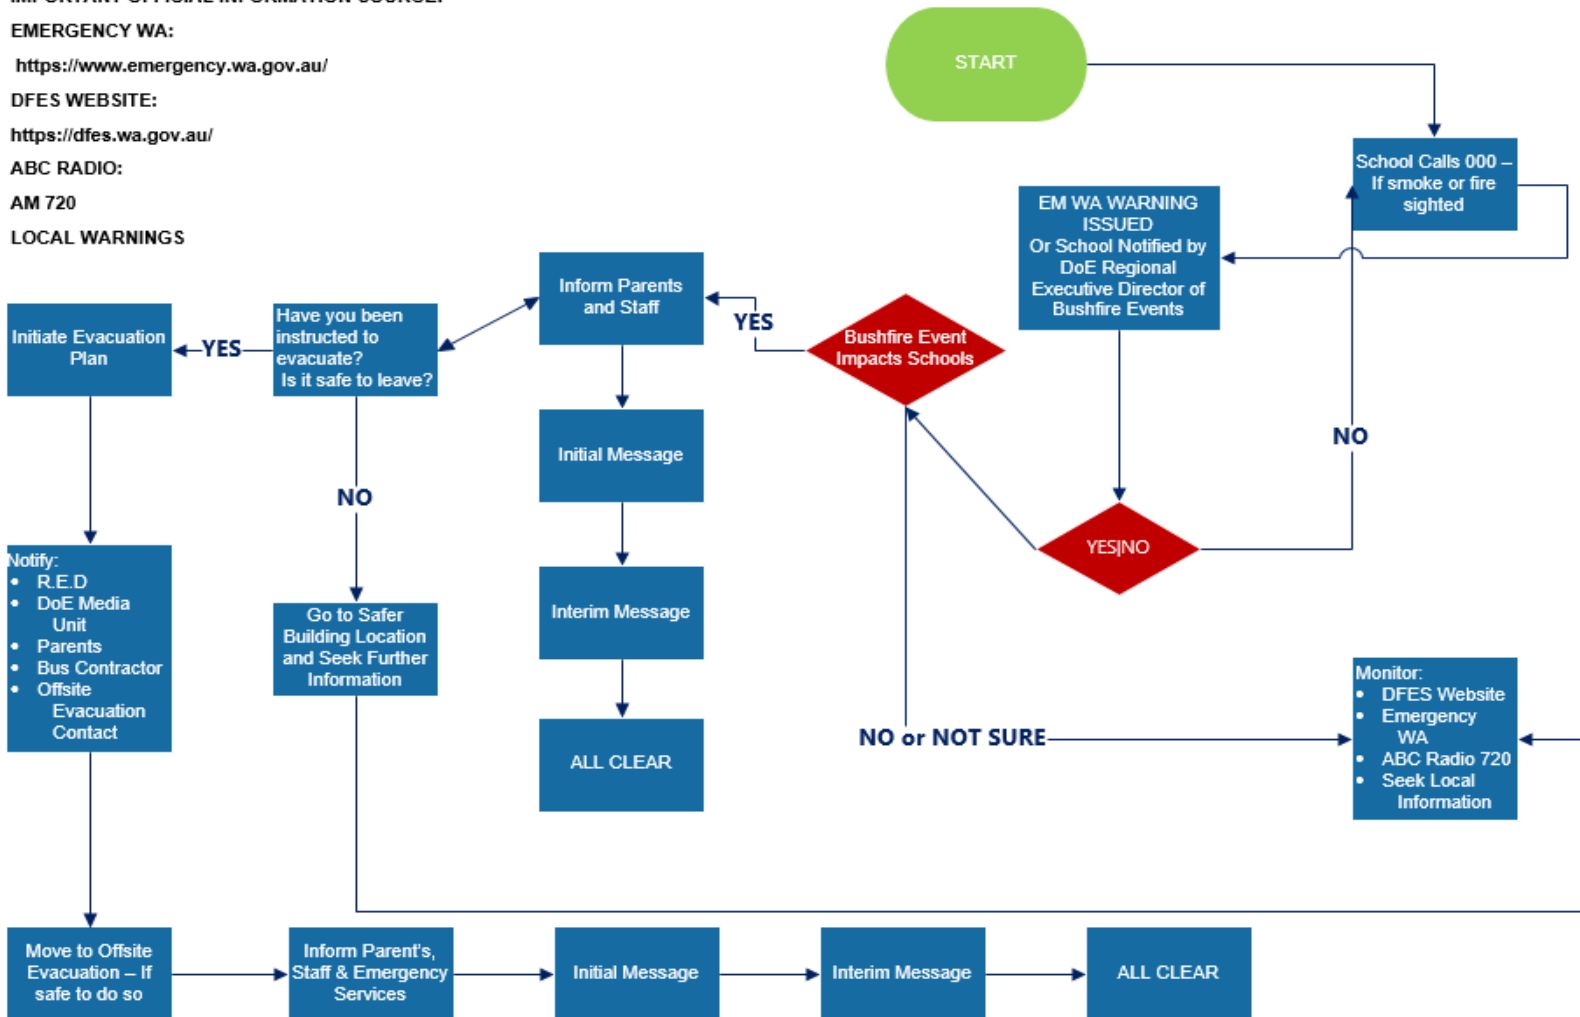 IMPORTANT OFFICIAL INFORMATION SOURCE:
EMERGENCY WA:
https://www.emergency.wa.gov.au/
DFES WEBSITE:
https://dfes.wa.gov.au/
ABC RADIO:
AM 720
LOCAL WARNINGS
START
School Calls 000 –
If smoke or fire
sighted
EM WA WARNING
ISSUED
Or School Notified by
DoE Regional
Executive Director of
Bushfire Events
YES|NO
NO
Bushfire Event
Impacts Schools
YES
NO or NOT SURE
Monitor:
• DFES Website
• Emergency
WA
• ABC Radio 720
• Seek Local
Information
Inform Parents
and Staff
Initial Message
Interim Message
ALL CLEAR
Have you been
instructed to
evacuate?
Is it safe to leave?
YES
NO
Go to Safer
Building Location
and Seek Further
Information
Initiate Evacuation
Plan
Notify:
• R.E.D
• DoE Media
Unit
• Parents
• Bus Contractor
• Offsite
Evacuation
Contact
Move to Offsite
Evacuation – If
safe to do so
Inform Parent's,
Staff & Emergency
Services
Initial Message
Interim Message
ALL CLEAR